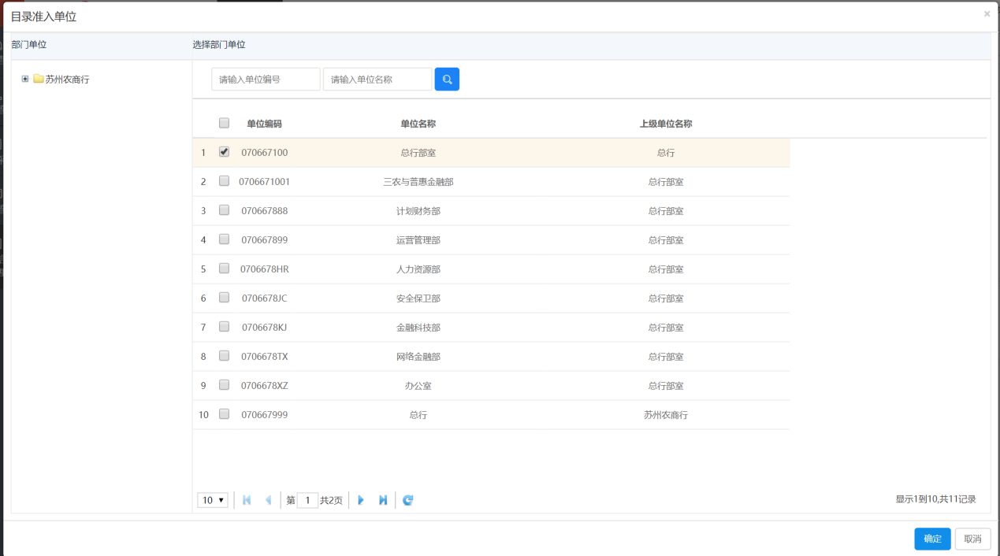 目录准入单位
×
部门单位
选择部门单位
苏州农商行
请输入单位编号 请输入单位名称
单位编码 单位名称 上级单位名称
1 070667100 总行部室 总行
2 0706671001 三农与普惠金融部 总行部室
3 070667888 计划财务部 总行部室
4 070667899 运营管理部 总行部室
5 0706678HR 人力资源部 总行部室
6 0706678JC 安全保卫部 总行部室
7 0706678KJ 金融科技部 总行部室
8 0706678TX 网络金融部 总行部室
9 0706678XZ 办公室 总行部室
10 070667999 总行 苏州农商行
10 第 1 共2页 显示1到10,共11记录
确定 取消